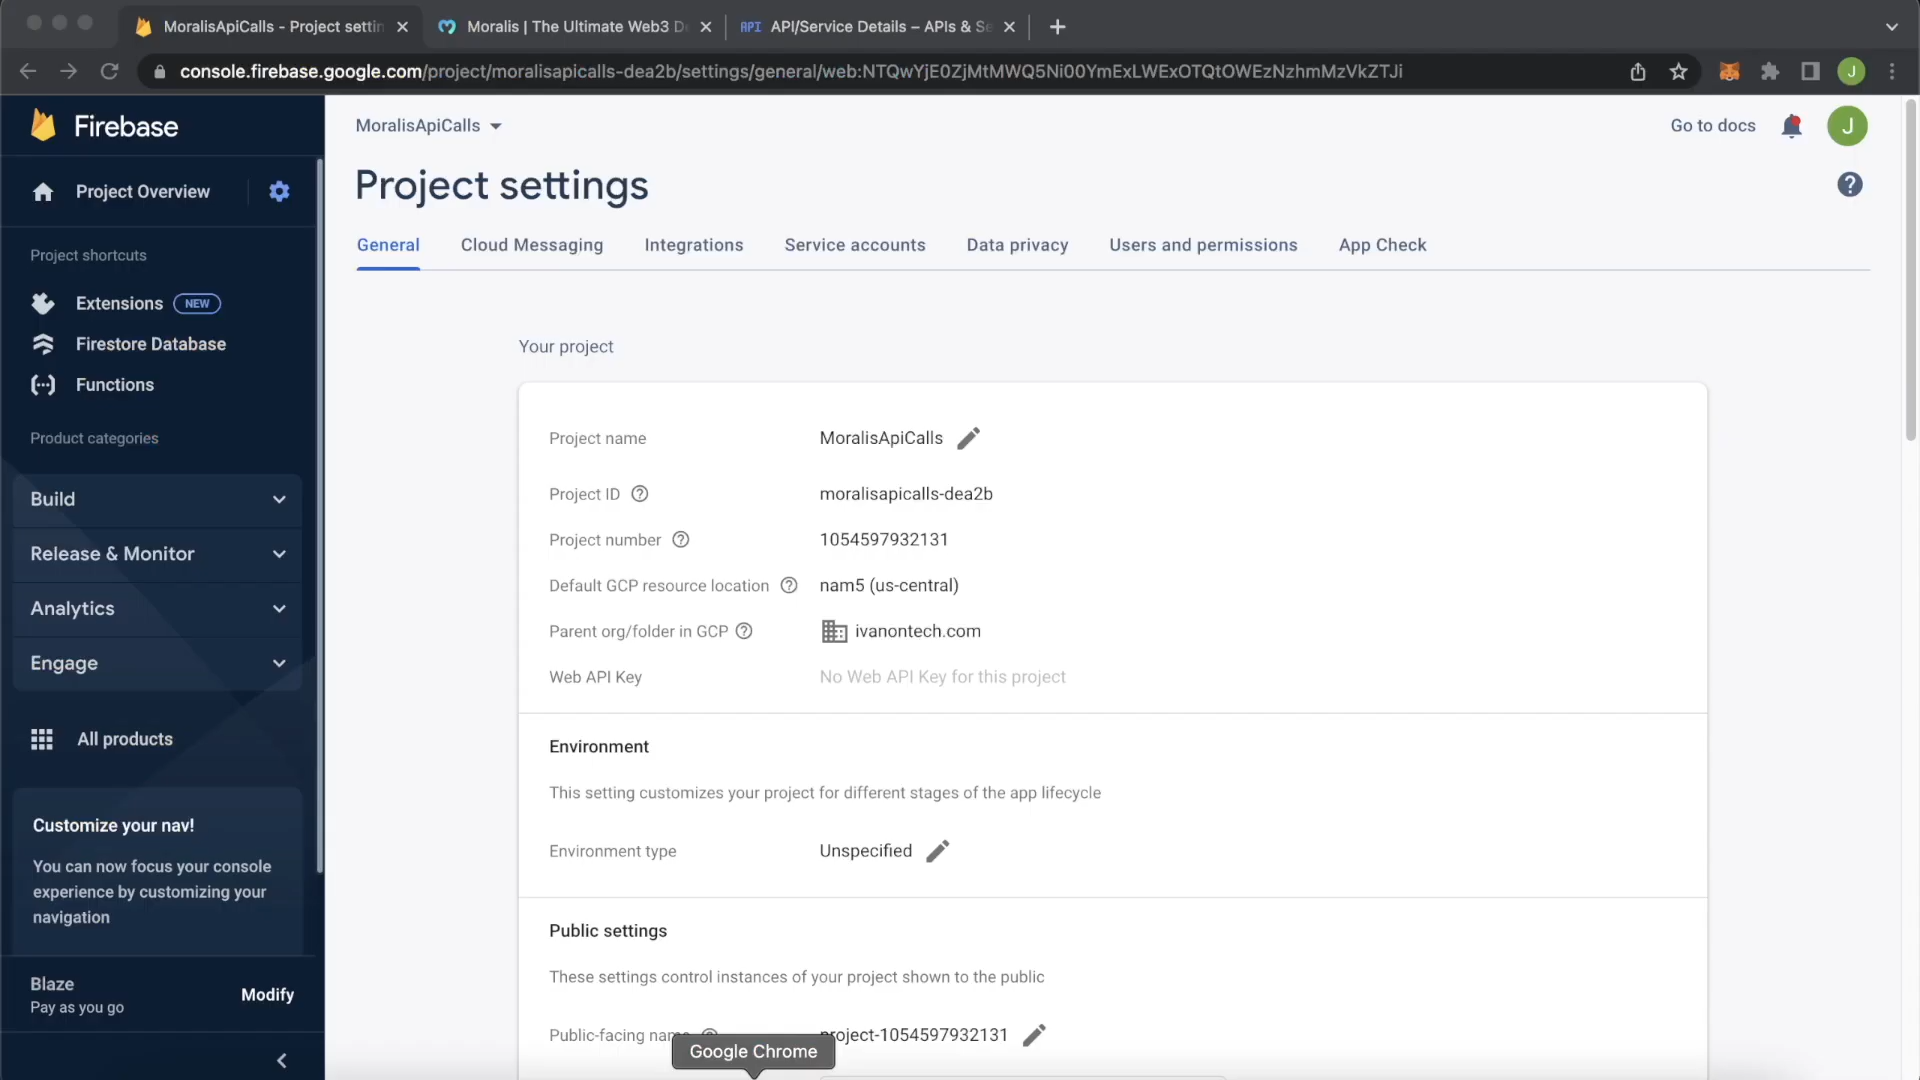 MoralisApiCalls - Project settin
Moralis | The Ultimate Web3 De
API API/Service Details – APIs & Se
console.firebase.google.com/project/moralisapicalls-dea2b/settings/general/web:NTQwYjE0ZjMtMWQ5Ni00YmExLWExOTQtOWEzNzhmMzVkZTJi
J
Firebase
MoralisApiCalls
Go to docs
J
Project Overview
Project settings
General
Cloud Messaging
Integrations
Service accounts
Data privacy
Users and permissions
App Check
Project shortcuts
Extensions NEW
Firestore Database
Functions
Product categories
Build
Release & Monitor
Analytics
Engage
All products
Customize your nav!
You can now focus your console
experience by customizing your
navigation
Blaze
Pay as you go
Modify
Your project
Project name
MoralisApiCalls
Project ID
moralisapicalls-dea2b
Project number
1054597932131
Default GCP resource location
nam5 (us-central)
Parent org/folder in GCP
ivanontech.com
Web API Key
No Web API Key for this project
Environment
This setting customizes your project for different stages of the app lifecycle
Environment type
Unspecified
Public settings
These settings control instances of your project shown to the public
Public-facing name
project-1054597932131
Google Chrome